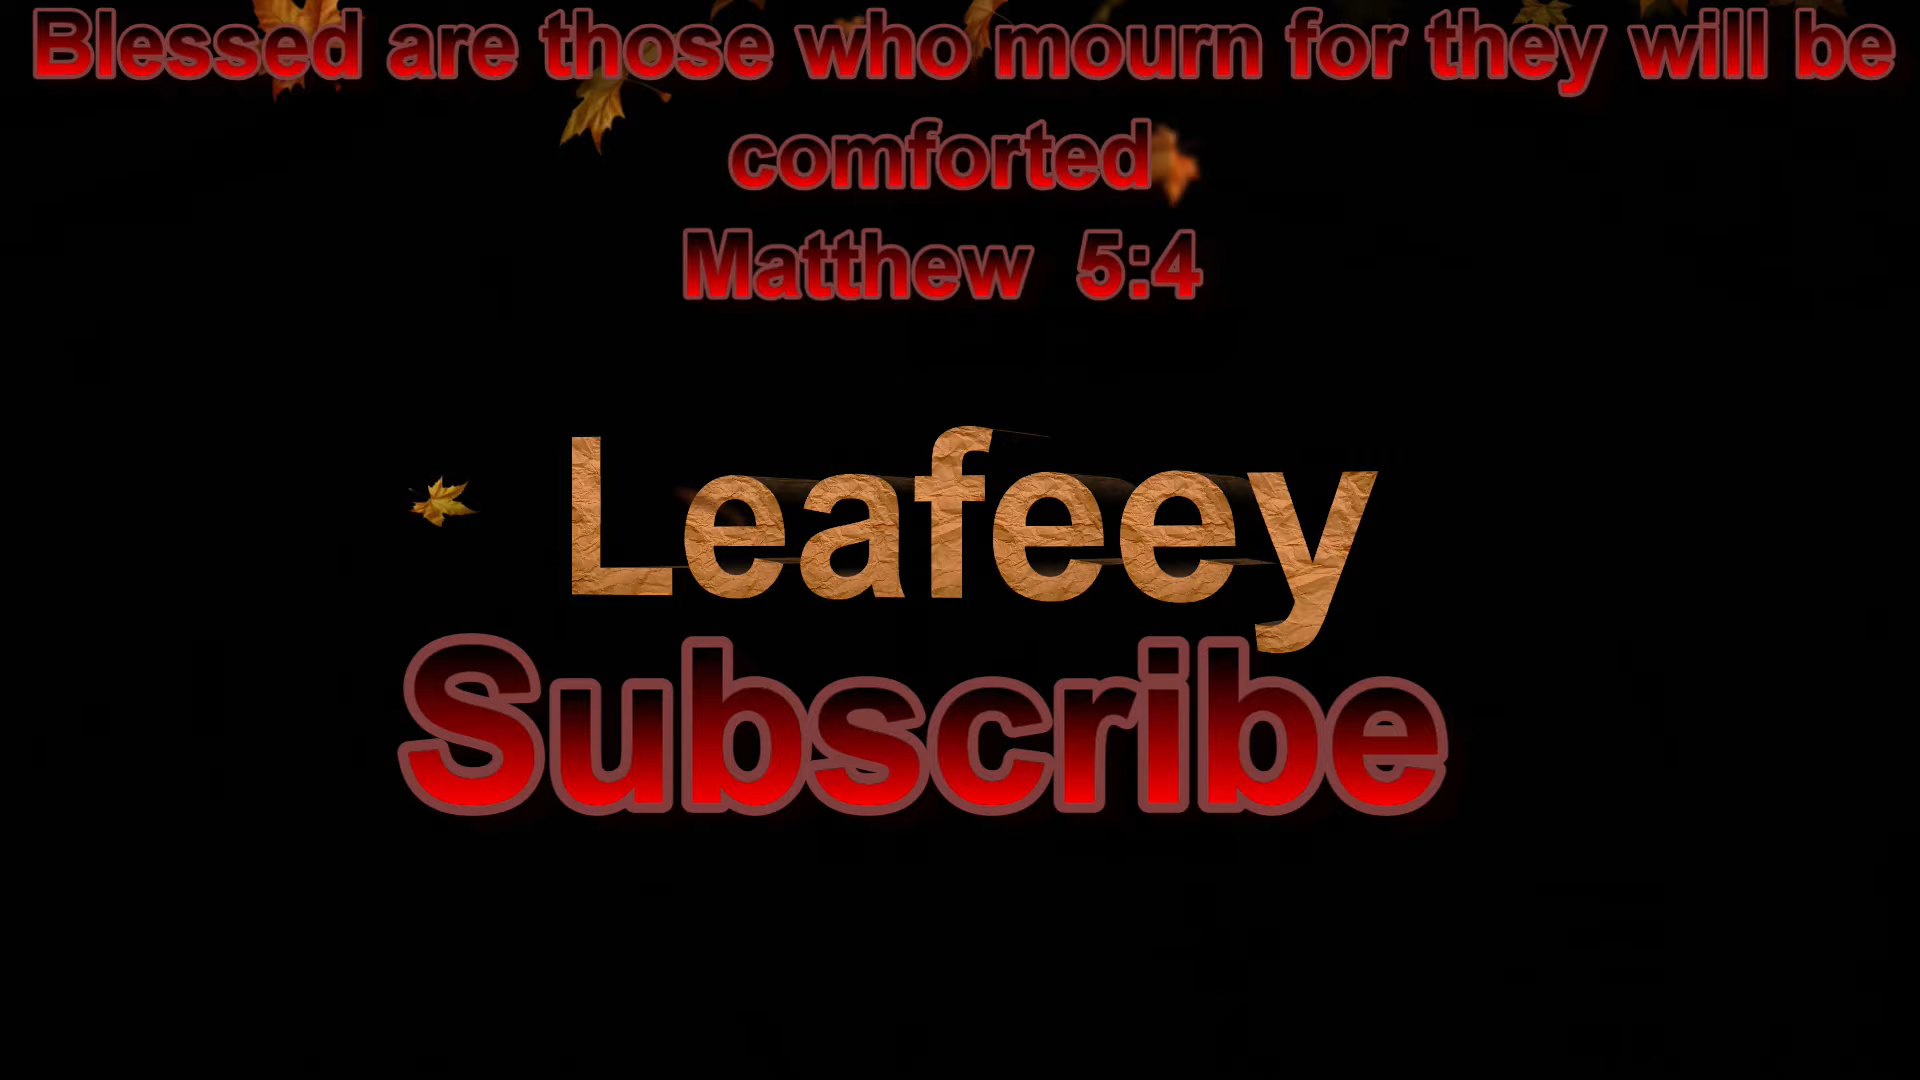 Blessed are those who mourn for they will be
comforted
Matthew 5:4
Leafeey
Subscribe